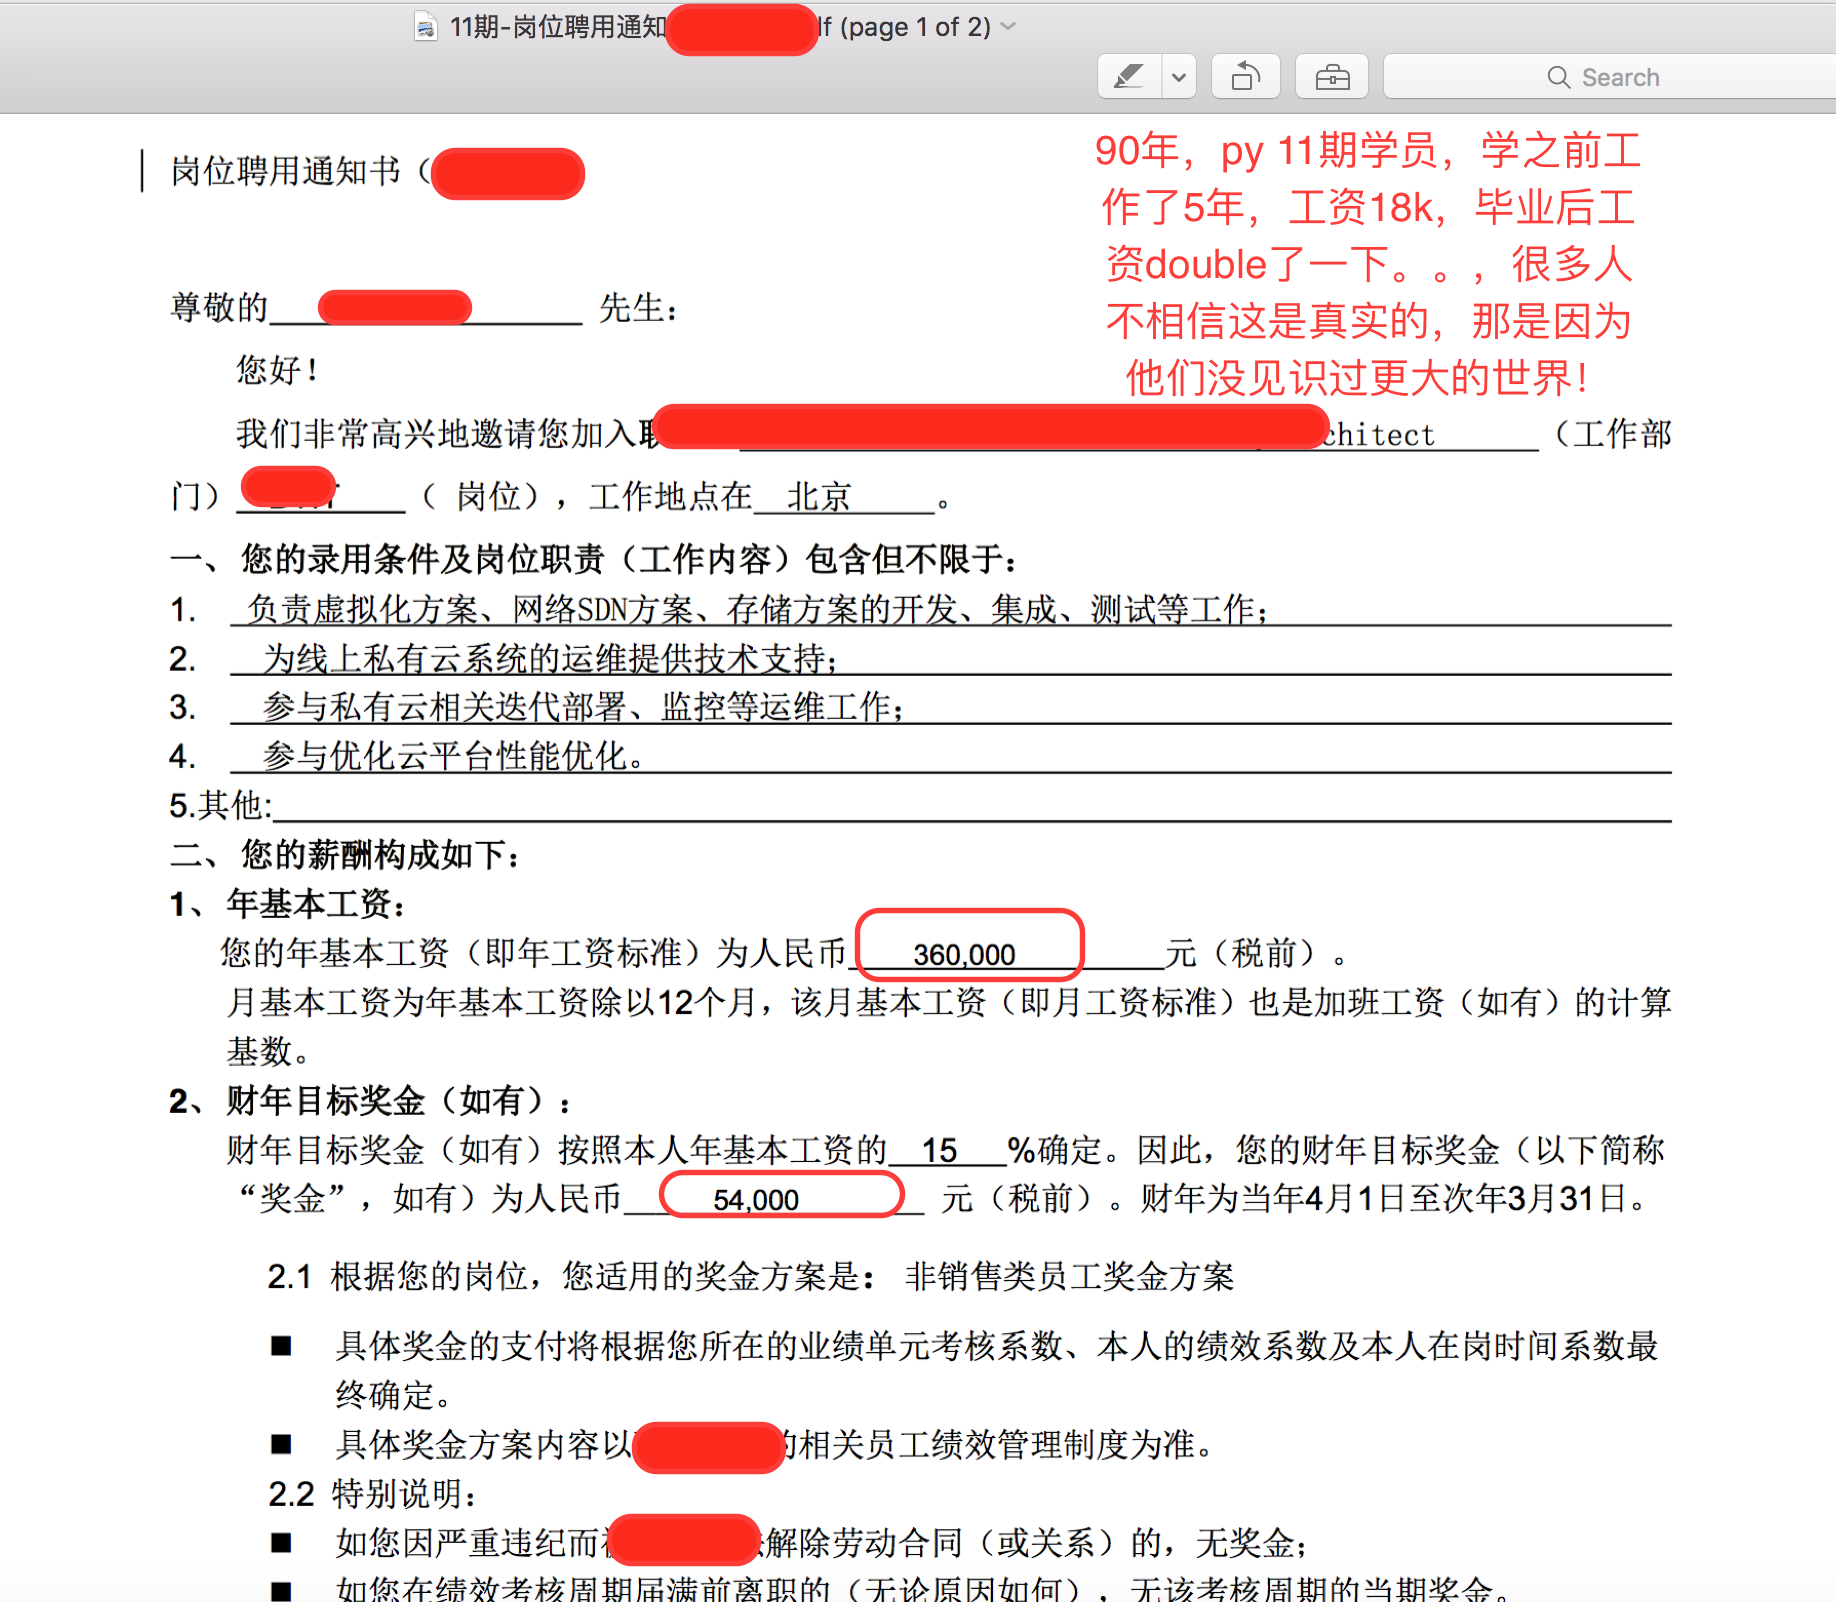 11期-岗位聘用通知 (page 1 of 2)
Search
90年，py 11期学员，学之前工
作了5年，工资18k，毕业后工
资double了一下。。，很多人
不相信这是真实的，那是因为
他们没见识过更大的世界！
岗位聘用通知书（
尊敬的 先生：
您好！
我们非常高兴地邀请您加入 chitect （工作部
门） （ 岗位），工作地点在 北京 。
一、 您的录用条件及岗位职责（工作内容）包含但不限于：
1. 负责虚拟化方案、网络SDN方案、存储方案的开发、集成、测试等工作；
2. 为线上私有云系统的运维提供技术支持；
3. 参与私有云相关迭代部署、监控等运维工作；
4. 参与优化云平台性能优化。
5.其他:
二、 您的薪酬构成如下：
1、 年基本工资：
您的年基本工资（即年工资标准）为人民币 360,000 元（税前）。
月基本工资为年基本工资除以12个月，该月基本工资（即月工资标准）也是加班工资（如有）的计算
基数。
2、 财年目标奖金（如有）：
财年目标奖金（如有）按照本人年基本工资的 15 %确定。因此，您的财年目标奖金（以下简称
“奖金”，如有）为人民币 54,000 元（税前）。财年为当年4月1日至次年3月31日。
2.1 根据您的岗位，您适用的奖金方案是： 非销售类员工奖金方案
■ 具体奖金的支付将根据您所在的业绩单元考核系数、本人的绩效系数及本人在岗时间系数最
终确定。
■ 具体奖金方案内容以 的相关员工绩效管理制度为准。
2.2 特别说明：
■ 如您因严重违纪而 解除劳动合同（或关系）的，无奖金；
■ 如您在绩效考核周期届满前离职的（无论原因如何），无该考核周期的当期奖金。